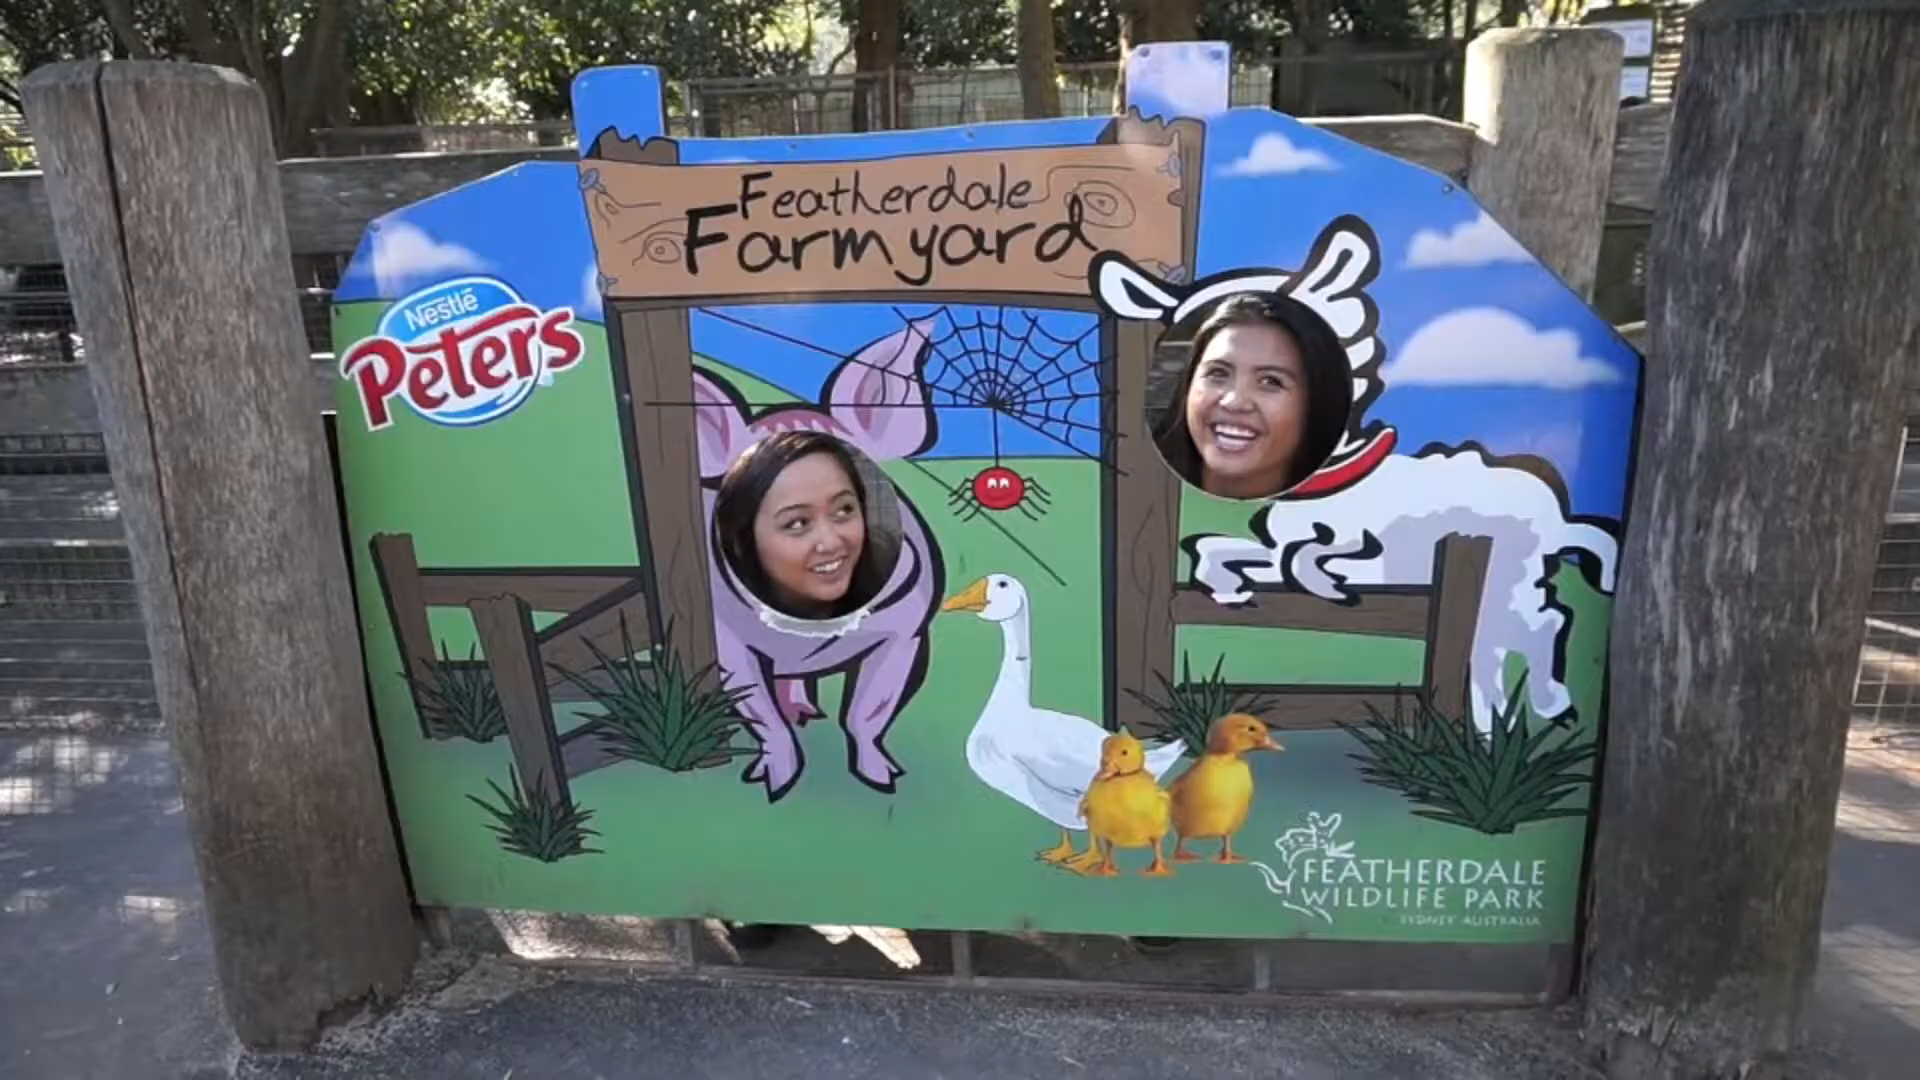 Featherdale
Farmyard
Nestlé
Peters
FEATHERDALE
WILDLIFE PARK
SYDNEY AUSTRALIA